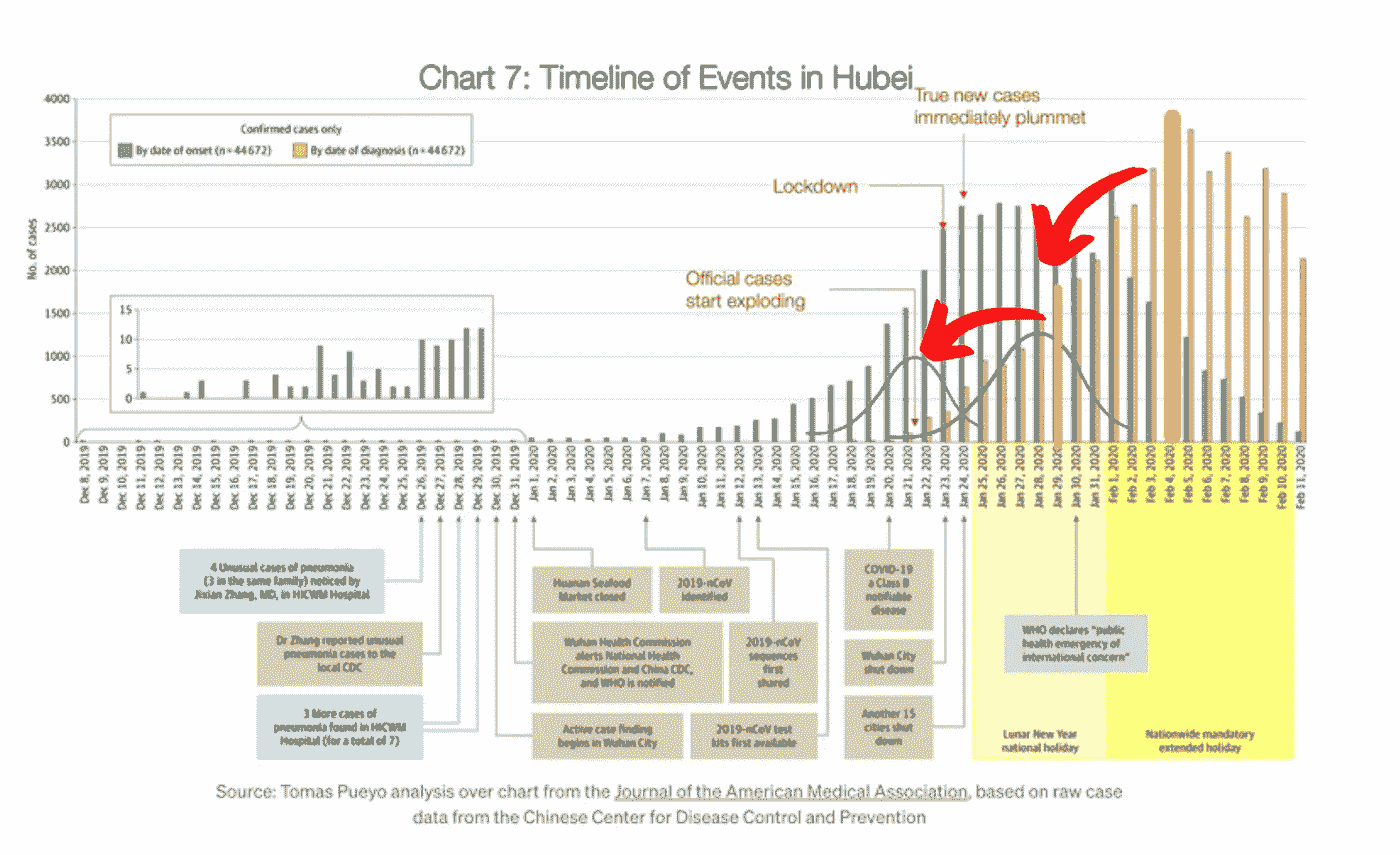 Chart 7: Timeline of Events in Hubei
True new cases
immediately plummet
4000
3500
3000
2500
2000
1500
1000
500
0
No. of cases
Confirmed cases only
By date of onset (n=44672)
By date of diagnosis (n=44672)
Lockdown
Official cases
start exploding
15
10
5
0
Dec 8, 2019
Dec 9, 2019
Dec 10, 2019
Dec 11, 2019
Dec 12, 2019
Dec 13, 2019
Dec 14, 2019
Dec 15, 2019
Dec 16, 2019
Dec 17, 2019
Dec 18, 2019
Dec 19, 2019
Dec 20, 2019
Dec 21, 2019
Dec 22, 2019
Dec 23, 2019
Dec 24, 2019
Dec 25, 2019
Dec 26, 2019
Dec 27, 2019
Dec 28, 2019
Dec 29, 2019
Dec 30, 2019
Dec 31, 2019
Jan 1, 2020
Jan 2, 2020
Jan 3, 2020
Jan 4, 2020
Jan 5, 2020
Jan 6, 2020
Jan 7, 2020
Jan 8, 2020
Jan 9, 2020
Jan 10, 2020
Jan 11, 2020
Jan 12, 2020
Jan 13, 2020
Jan 14, 2020
Jan 15, 2020
Jan 16, 2020
Jan 17, 2020
Jan 18, 2020
Jan 19, 2020
Jan 20, 2020
Jan 21, 2020
Jan 22, 2020
Jan 23, 2020
Jan 24, 2020
Jan 25, 2020
Jan 26, 2020
Jan 27, 2020
Jan 28, 2020
Jan 29, 2020
Jan 30, 2020
Jan 31, 2020
Feb 1, 2020
Feb 2, 2020
Feb 3, 2020
Feb 4, 2020
Feb 5, 2020
Feb 6, 2020
Feb 7, 2020
Feb 8, 2020
Feb 9, 2020
Feb 10, 2020
Feb 11, 2020
4 Unusual cases of pneumonia
(3 in the same family) noticed by
Jixian Zhang, MD, in HICWM Hospital
Dr Zhang reported unusual
pneumonia cases to the
local CDC
3 More cases of
pneumonia found in HICWM
Hospital (for a total of 7)
Huanan Seafood
Market closed
2019-nCoV
identified
Wuhan Health Commission
alerts National Health
Commission and China CDC,
and WHO is notified
2019-nCoV
sequences
first
shared
Active case finding
begins in Wuhan City
2019-nCoV test
kits first available
COVID-19
a Class B
notifiable
disease
Wuhan City
shut down
Another 15
cities shut
down
WHO declares "public
health emergency of
international concern"
Lunar New Year
national holiday
Nationwide mandatory
extended holiday
Source: Tomas Pueyo analysis over chart from the Journal of the American Medical Association, based on raw case
data from the Chinese Center for Disease Control and Prevention